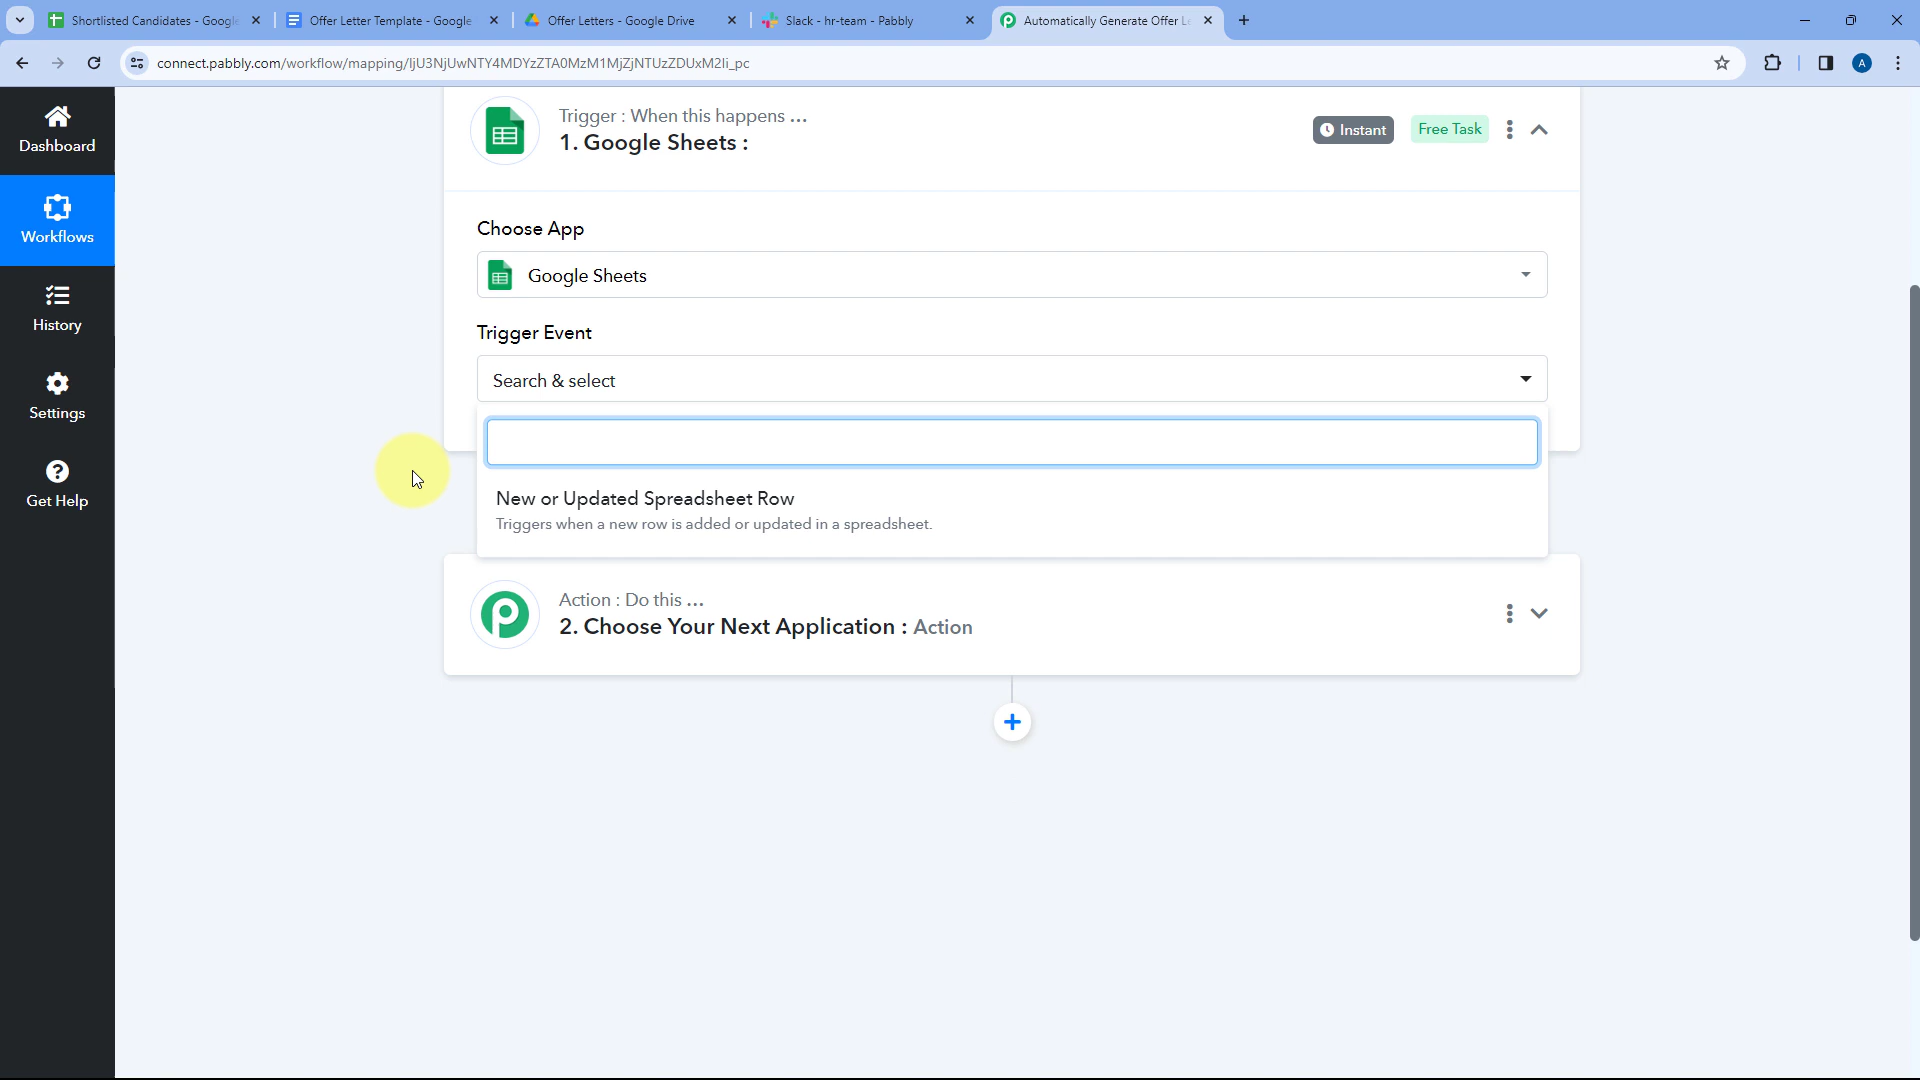 Shortlisted Candidates - Google
Offer Letter Template - Google
Offer Letters - Google Drive
Slack - hr-team - Pabbly
Automatically Generate Offer Le
connect.pabbly.com/workflow/mapping/IjU3NjUwNTY4MDYzZTA0MzM1MjZjNTUzZDUxM2Ii_pc
A
Dashboard
Workflows
History
Settings
Get Help
Trigger : When this happens ...
1. Google Sheets :
Instant
Free Task
Choose App
Google Sheets
Trigger Event
Search & select
New or Updated Spreadsheet Row
Triggers when a new row is added or updated in a spreadsheet.
Action : Do this ...
2. Choose Your Next Application : Action